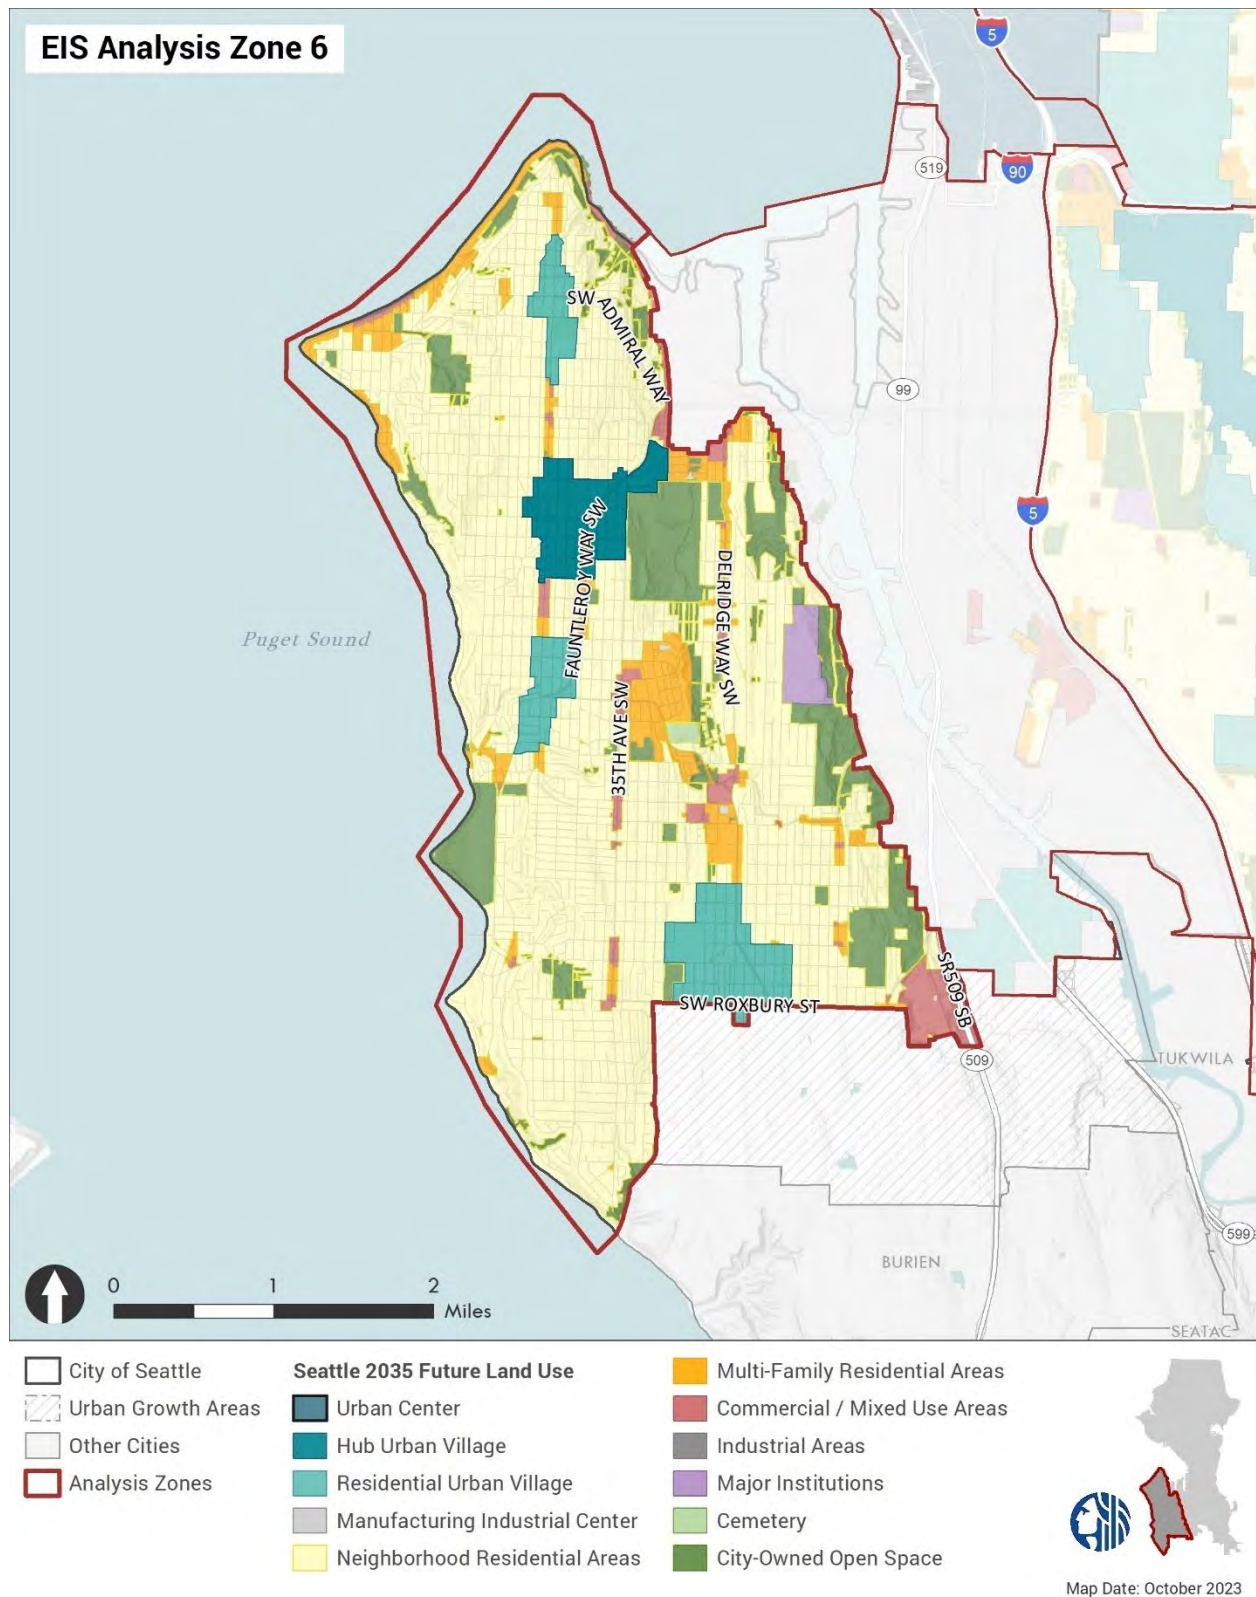 EIS Analysis Zone 6
5
519
90
SW ADMIRAL WAY
99
5
FAUNTLEROY WAY SW
DELRIDGE WAY SW
Puget Sound
35TH AVE SW
SW ROXBURY ST
SR509 SB
509
TUKWILA
599
BURIEN
SEATAC
0 1 2
Miles
City of Seattle
Urban Growth Areas
Other Cities
Analysis Zones
Seattle 2035 Future Land Use
Urban Center
Hub Urban Village
Residential Urban Village
Manufacturing Industrial Center
Neighborhood Residential Areas
Multi-Family Residential Areas
Commercial / Mixed Use Areas
Industrial Areas
Major Institutions
Cemetery
City-Owned Open Space
Map Date: October 2023